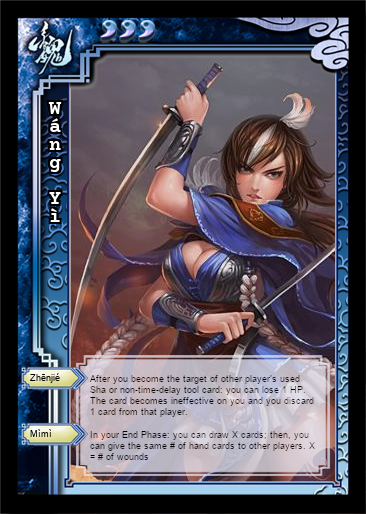 魏
Wáng Yì
Zhēnjié
After you become the target of other player's used
Sha or non-time-delay tool card: you can lose 1 HP.
The card becomes ineffective on you and you discard
1 card from that player.
Mìmì
In your End Phase: you can draw X cards; then, you
can give the same # of hand cards to other players. X
= # of wounds